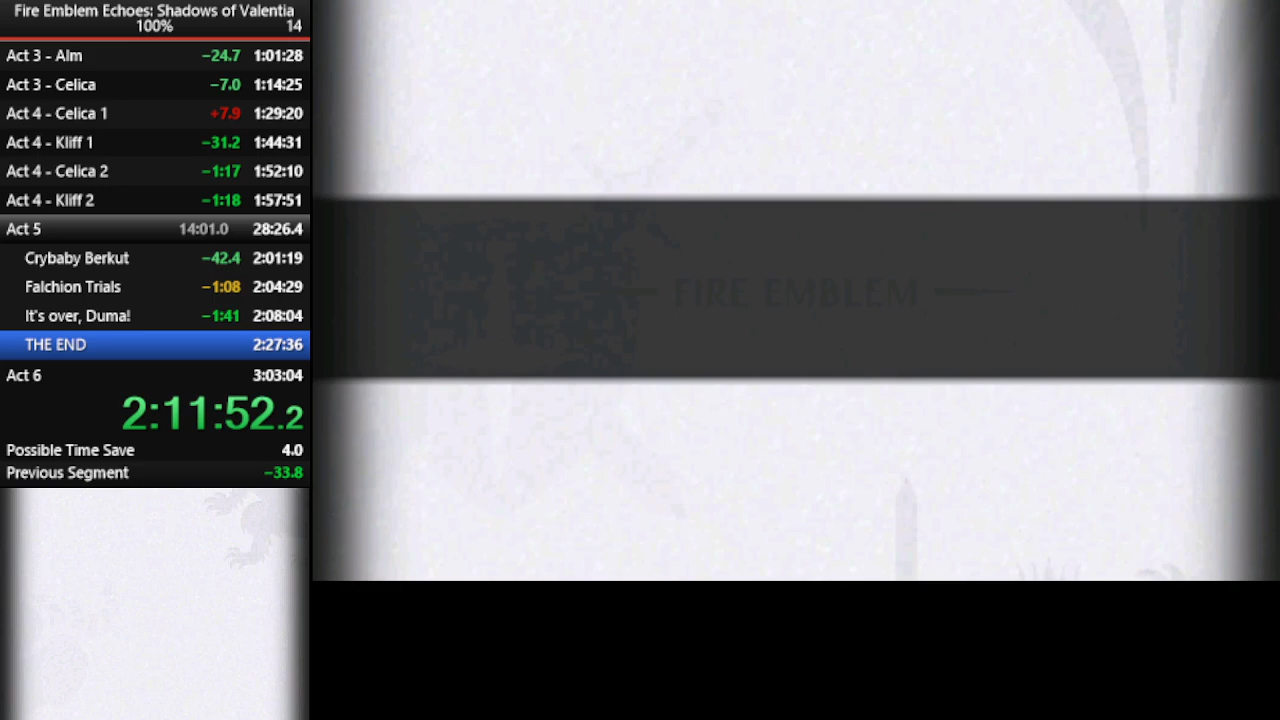 Fire Emblem Echoes: Shadows of Valentia
100% 14
Act 3 - Alm −24.7 1:01:28
Act 3 - Celica −7.0 1:14:25
Act 4 - Celica 1 +7.9 1:29:20
Act 4 - Kliff 1 −31.2 1:44:31
Act 4 - Celica 2 −1:17 1:52:10
Act 4 - Kliff 2 −1:18 1:57:51
Act 5 14:01.0 28:26.4
Crybaby Berkut −42.4 2:01:19
Falchion Trials −1:08 2:04:29
It's over, Duma! −1:41 2:08:04
THE END 2:27:36
Act 6 3:03:04
2:11:52.2
Possible Time Save 4.0
Previous Segment −33.8
FIRE EMBLEM